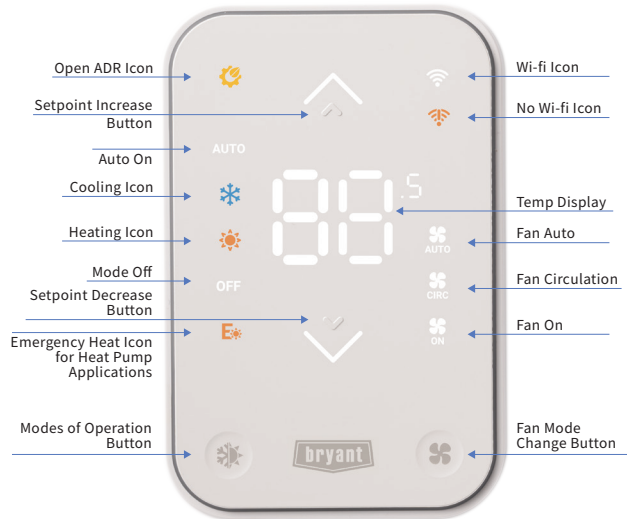 Open ADR Icon
Setpoint Increase
Button
Auto On
Cooling Icon
Heating Icon
Mode Off
Setpoint Decrease
Button
Emergency Heat Icon
for Heat Pump
Applications
Modes of Operation
Button
AUTO
OFF
E
88.5
bryant
AUTO
CIRC
ON
Wi-fi Icon
No Wi-fi Icon
Temp Display
Fan Auto
Fan Circulation
Fan On
Fan Mode
Change Button